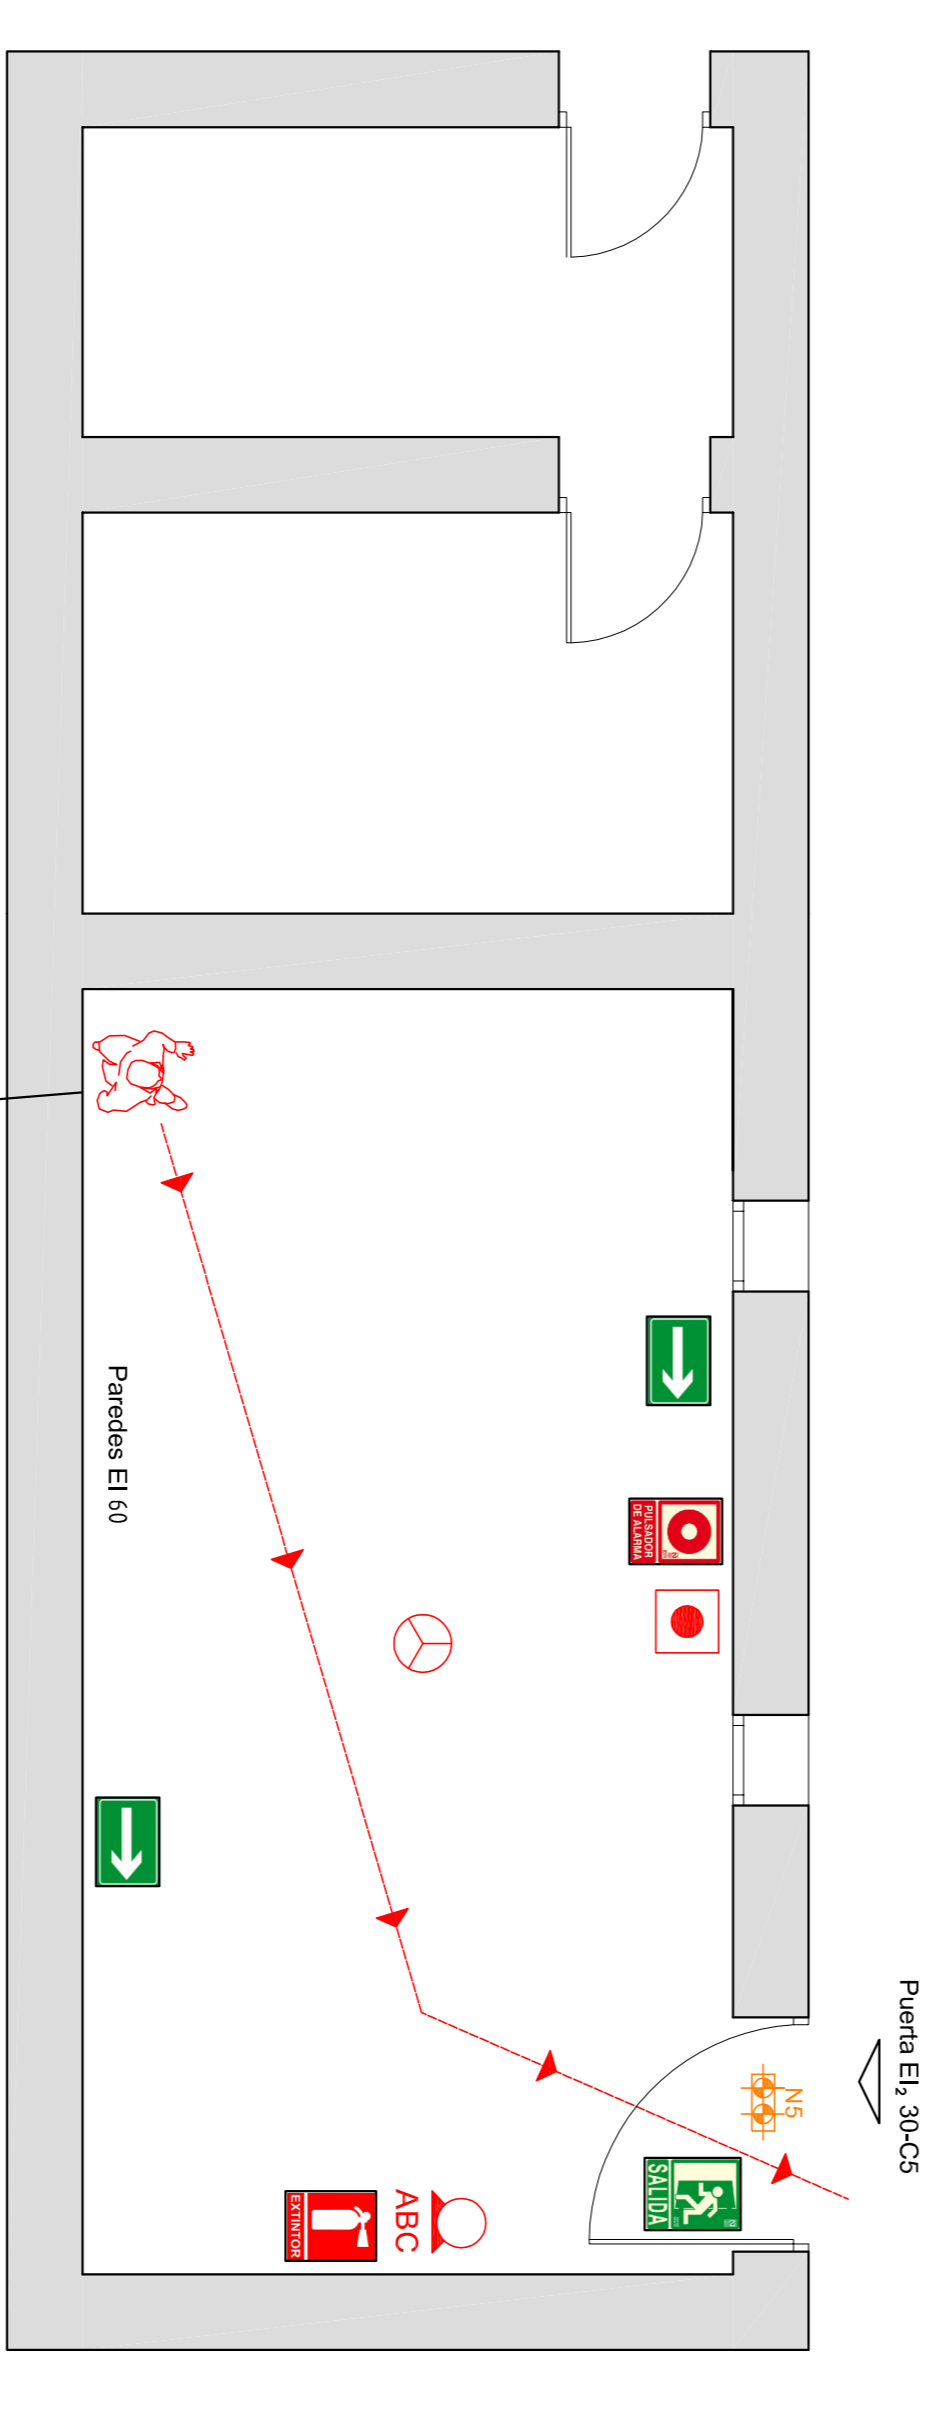 Puerta EI₂ 30-C5
N5
SALIDA
PULSADOR
DE ALARMA
ABC
EXTINTOR
Paredes EI 60